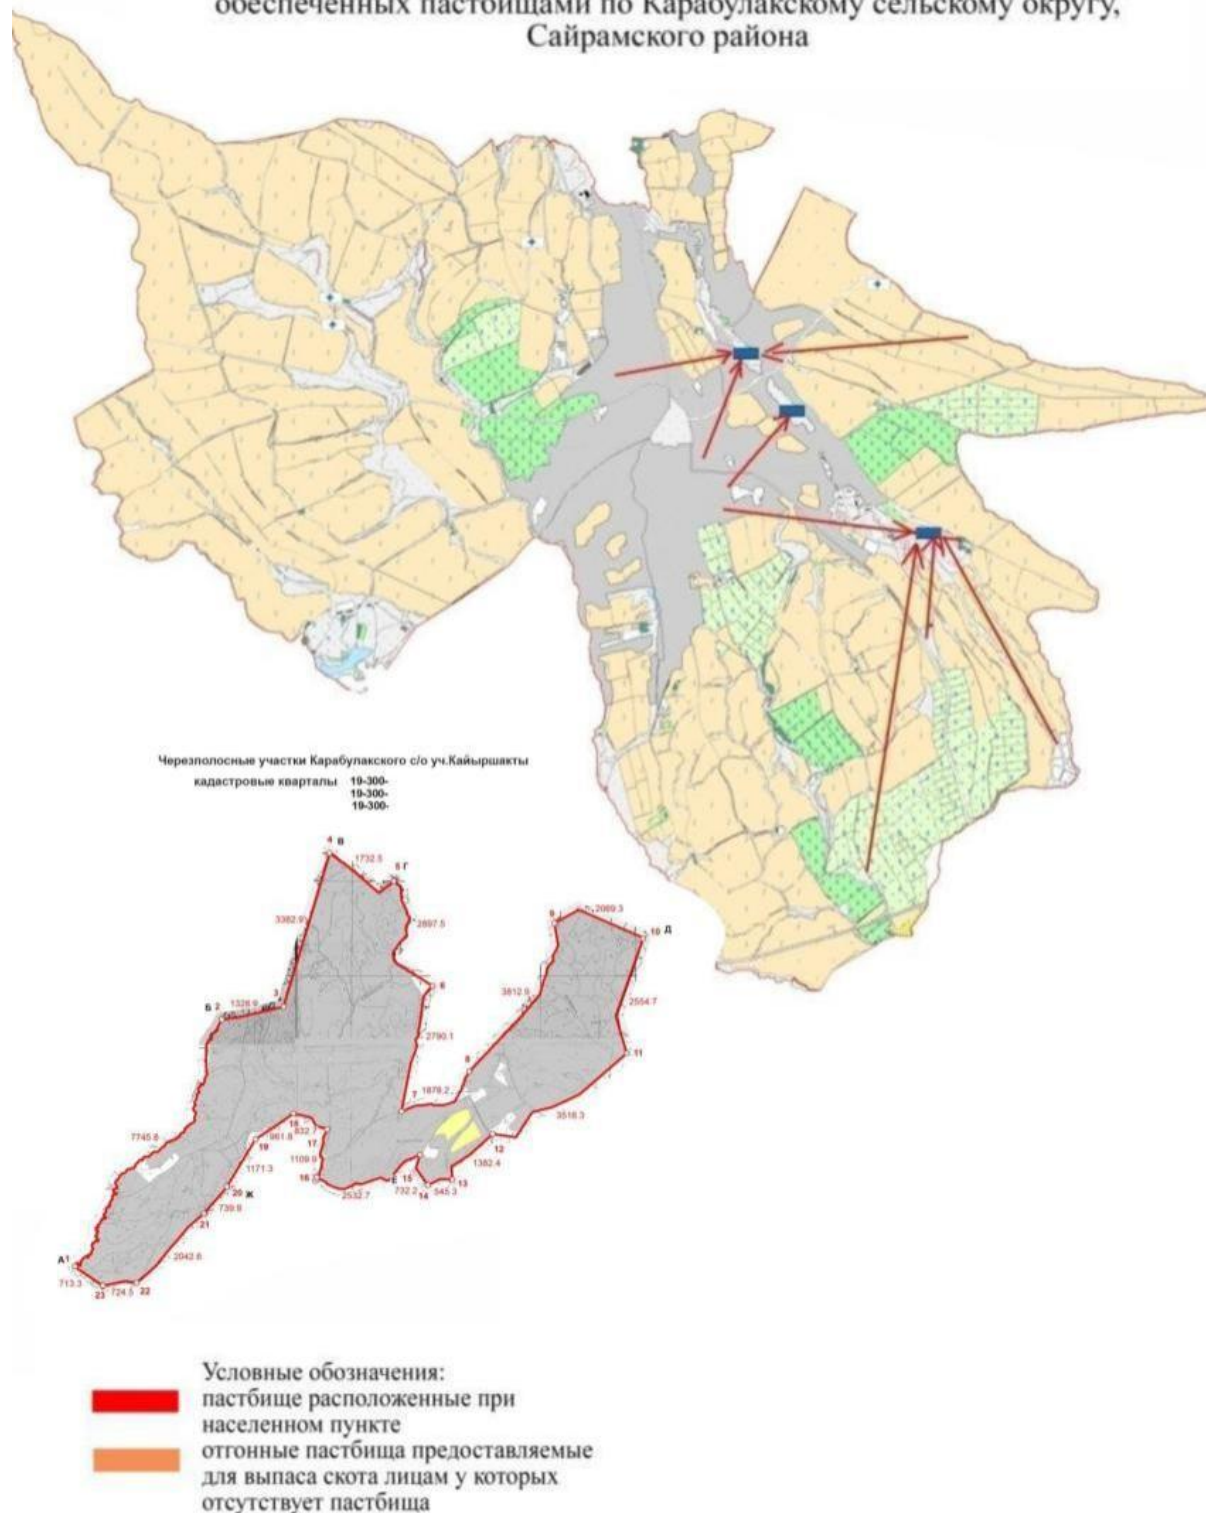 обеспеченных пастбищами по Карабулакскому сельскому округу,
Сайрамского района
Черезполосные участки Карабулакского с/о уч.Кайыршакты
кадастровые кварталы 19-300-
19-300-
19-300-
4 В
1732.5
5 Г
3382.9
2697.5
9
2069.3
10 Д
6
3812.9
3
Б 2
1328.9
2554.7
2790.1
11
8
7
1878.2
3516.3
18
832.7
12
7745.8
961.8
19
17
1382.4
1109.9
1171.3
15
16
Е
13
732.2
14
545.3
20 Ж
2532.7
739.8
21
2042.8
А 1
713.3
23
724.5
22
Условные обозначения:
пастбище расположенные при
населенном пункте
отгонные пастбища предоставляемые
для выпаса скота лицам у которых
отсутствует пастбища